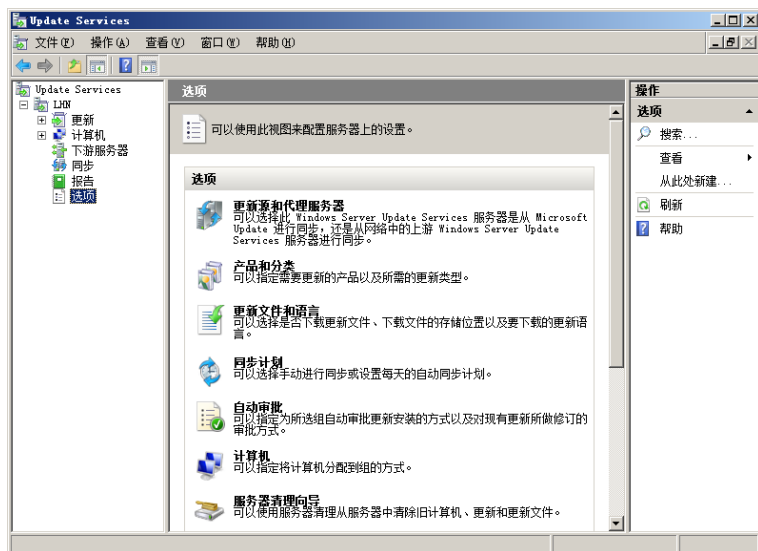 Update Services
文件(F) 操作(A) 查看(V) 窗口(W) 帮助(H)
Update Services
LHN
更新
计算机
下游服务器
同步
报告
选项
选项
可以使用此视图来配置服务器上的设置。
选项
更新源和代理服务器
可以选择此 Windows Server Update Services 服务器是从 Microsoft
Update 进行同步，还是从网络中的上游 Windows Server Update
Services 服务器进行同步。
产品和分类
可以指定需要更新的产品以及所需的更新类型。
更新文件和语言
可以选择是否下载更新文件、下载文件的存储位置以及要下载的更新语
言。
同步计划
可以选择手动进行同步或设置每天的自动同步计划。
自动审批
可以指定为所选组自动审批更新安装的方式以及对现有更新所做修订的
审批方式。
计算机
可以指定将计算机分配到组的方式。
服务器清理向导
可以使用服务器清理从服务器中清除旧计算机、更新和更新文件。
操作
选项
搜索...
查看
从此处新建...
刷新
帮助